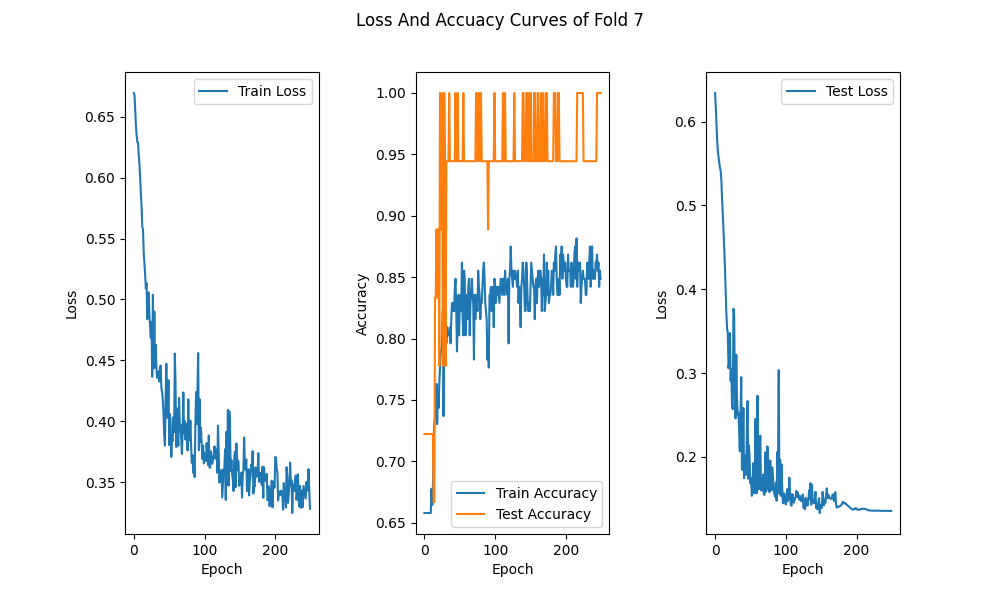 Loss And Accuacy Curves of Fold 7
Train Loss
0.65
0.60
0.55
0.50
0.45
0.40
0.35
Loss
0
100
200
Epoch
1.00
0.95
0.90
0.85
0.80
0.75
0.70
0.65
Accuracy
Train Accuracy
Test Accuracy
0
100
200
Epoch
Test Loss
0.6
0.5
0.4
0.3
0.2
Loss
0
100
200
Epoch